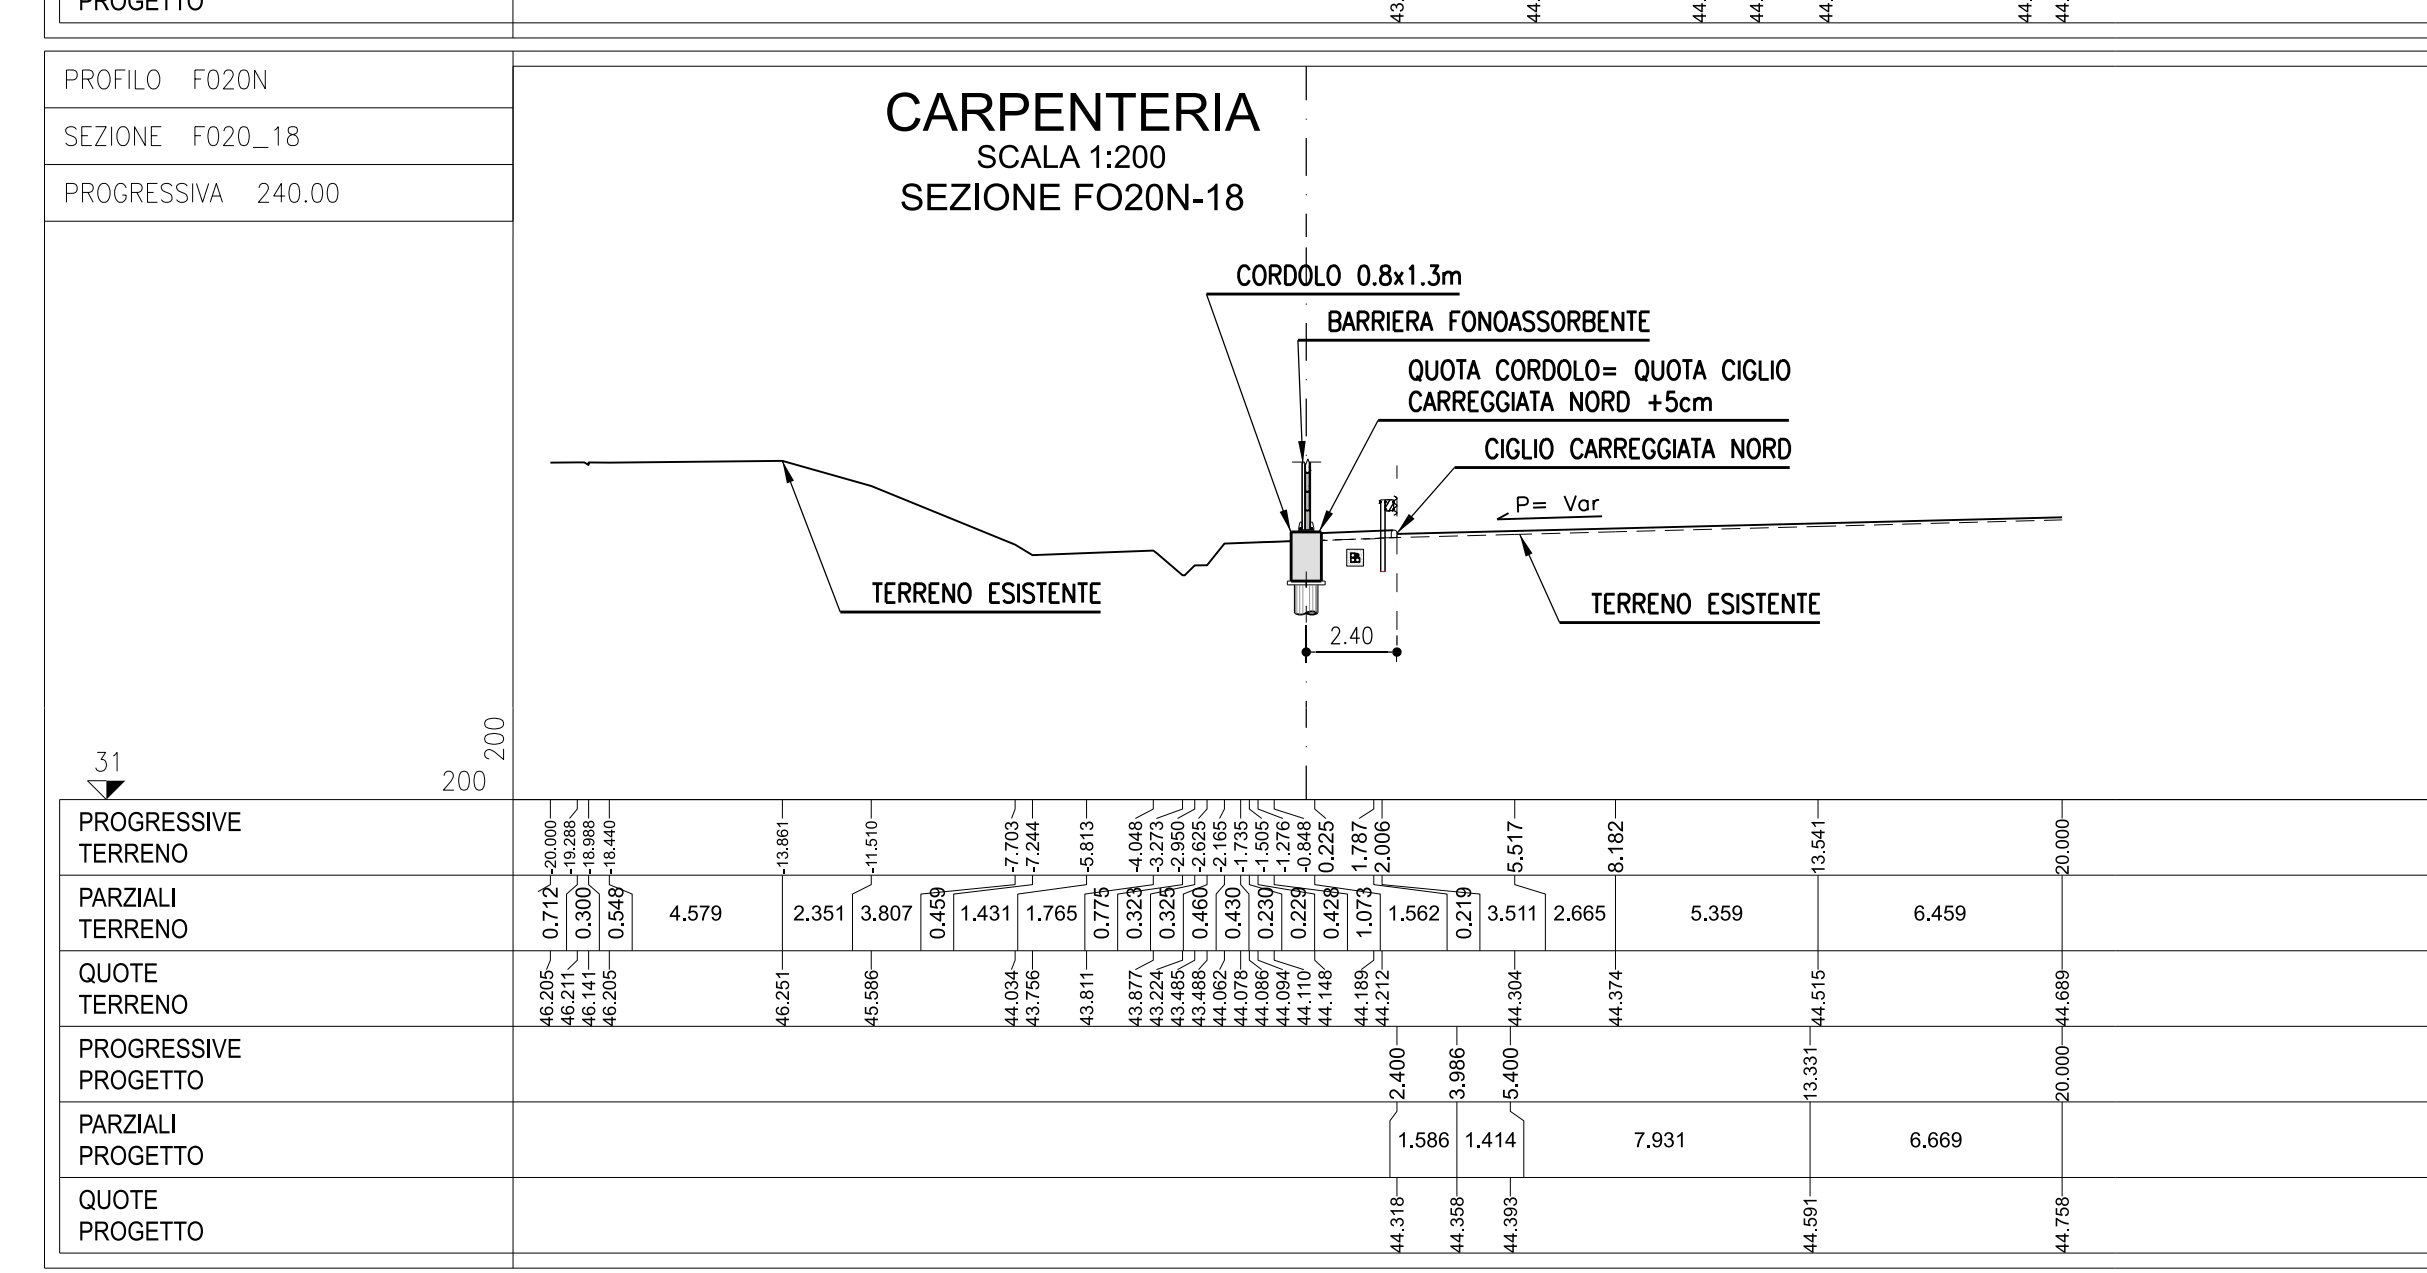 PROGETTO
PROFILO FO20N
SEZIONE FO20_18
PROGRESSIVA 240.00
CARPENTERIA
SCALA 1:200
SEZIONE FO20N-18
CORDOLO 0.8x1.3m
BARRIERA FONOASSORBENTE
QUOTA CORDOLO= QUOTA CIGLIO
CARREGGIATA NORD +5cm
CIGLIO CARREGGIATA NORD
P= Var
TERRENO ESISTENTE
TERRENO ESISTENTE
2.40
31
200
200
PROGRESSIVE
TERRENO
-20.000 -19.288 -18.988 -18.440 -13.861 -11.510 -7.703 -7.244 -5.813 -4.048 -3.273 -2.950 -2.625 -2.165 -1.735 -1.505 -1.276 -0.848 0.225 1.787 2.006 5.517 8.182 13.541 20.000
PARZIALI
TERRENO
0.712 0.300 0.548 4.579 2.351 3.807 0.459 1.431 1.765 0.775 0.323 0.325 0.460 0.430 0.230 0.229 0.428 1.073 1.562 0.219 3.511 2.665 5.359 6.459
QUOTE
TERRENO
46.205 46.211 46.141 46.205 46.251 45.586 44.034 43.756 43.811 43.877 43.224 43.485 43.488 44.062 44.078 44.086 44.094 44.110 44.148 44.189 44.212 44.304 44.374 44.515 44.689
PROGRESSIVE
PROGETTO
2.400 3.986 5.400 13.331 20.000
PARZIALI
PROGETTO
1.586 1.414 7.931 6.669
QUOTE
PROGETTO
44.318 44.358 44.393 44.591 44.758